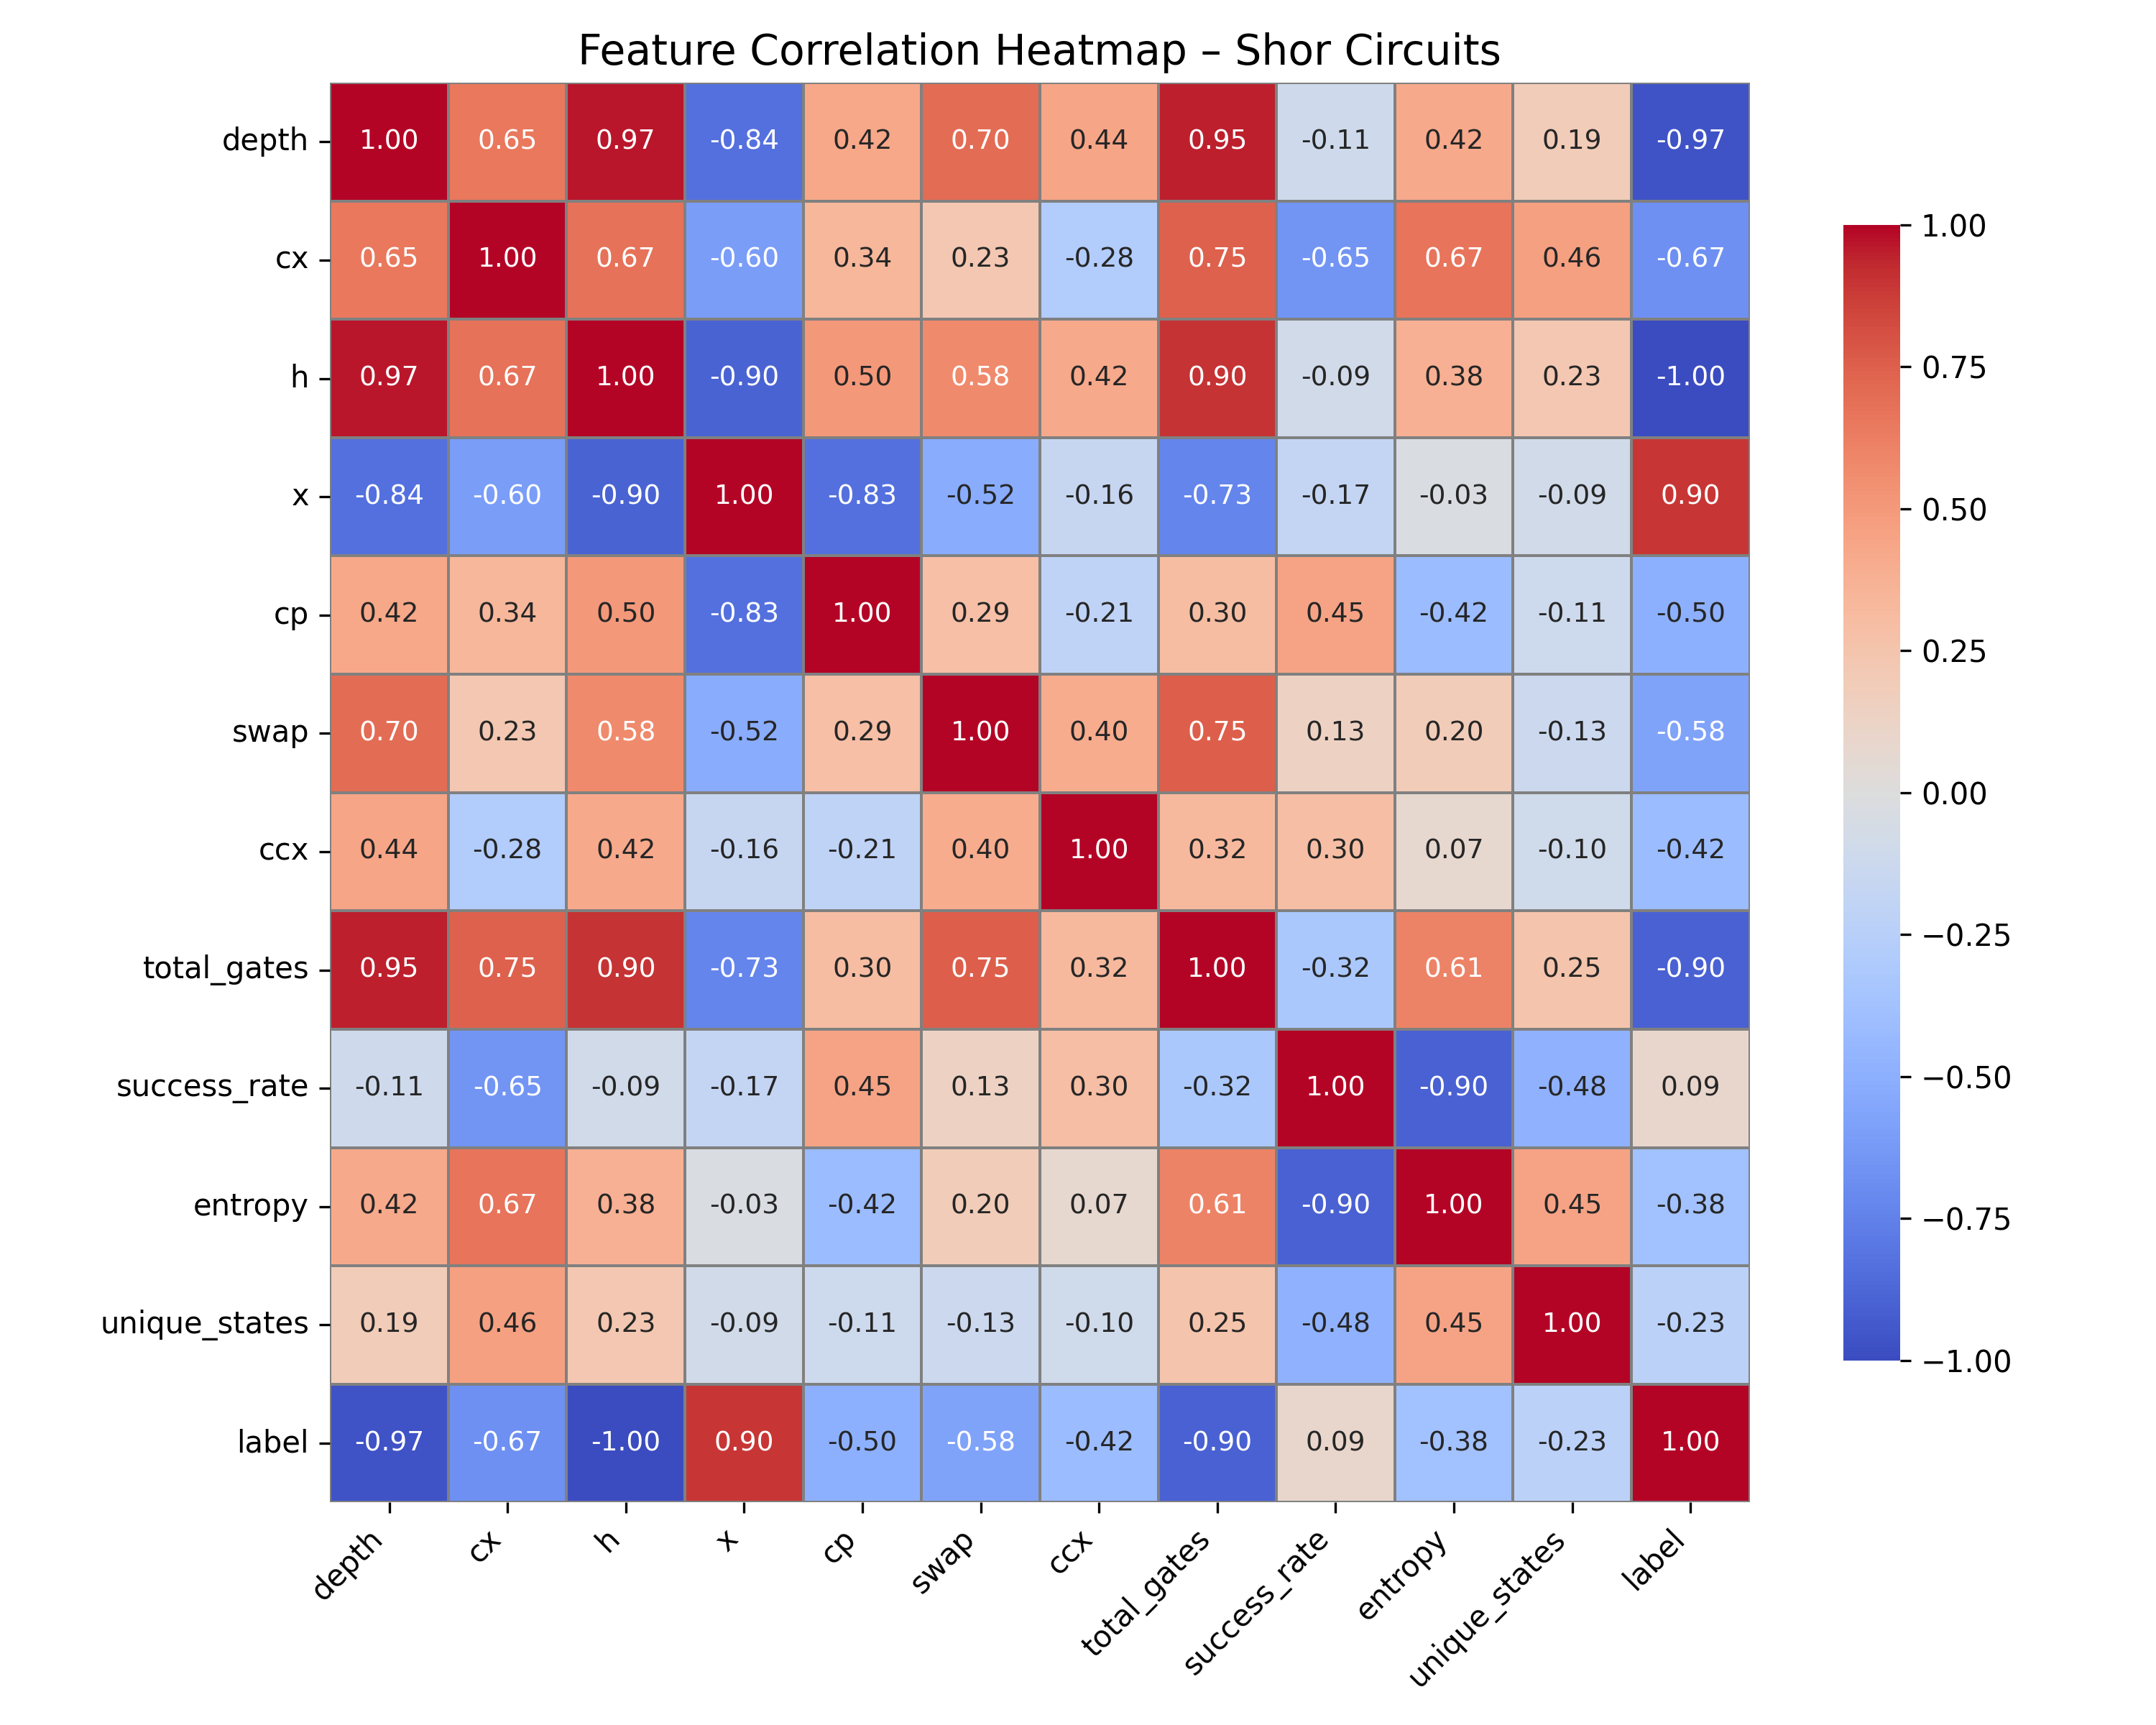 Feature Correlation Heatmap – Shor Circuits
depth 1.00 0.65 0.97 -0.84 0.42 0.70 0.44 0.95 -0.11 0.42 0.19 -0.97
cx 0.65 1.00 0.67 -0.60 0.34 0.23 -0.28 0.75 -0.65 0.67 0.46 -0.67
h 0.97 0.67 1.00 -0.90 0.50 0.58 0.42 0.90 -0.09 0.38 0.23 -1.00
x -0.84 -0.60 -0.90 1.00 -0.83 -0.52 -0.16 -0.73 -0.17 -0.03 -0.09 0.90
cp 0.42 0.34 0.50 -0.83 1.00 0.29 -0.21 0.30 0.45 -0.42 -0.11 -0.50
swap 0.70 0.23 0.58 -0.52 0.29 1.00 0.40 0.75 0.13 0.20 -0.13 -0.58
ccx 0.44 -0.28 0.42 -0.16 -0.21 0.40 1.00 0.32 0.30 0.07 -0.10 -0.42
total_gates 0.95 0.75 0.90 -0.73 0.30 0.75 0.32 1.00 -0.32 0.61 0.25 -0.90
success_rate -0.11 -0.65 -0.09 -0.17 0.45 0.13 0.30 -0.32 1.00 -0.90 -0.48 0.09
entropy 0.42 0.67 0.38 -0.03 -0.42 0.20 0.07 0.61 -0.90 1.00 0.45 -0.38
unique_states 0.19 0.46 0.23 -0.09 -0.11 -0.13 -0.10 0.25 -0.48 0.45 1.00 -0.23
label -0.97 -0.67 -1.00 0.90 -0.50 -0.58 -0.42 -0.90 0.09 -0.38 -0.23 1.00
depth cx h x cp swap ccx total_gates success_rate entropy unique_states label
1.00
0.75
0.50
0.25
0.00
−0.25
−0.50
−0.75
−1.00